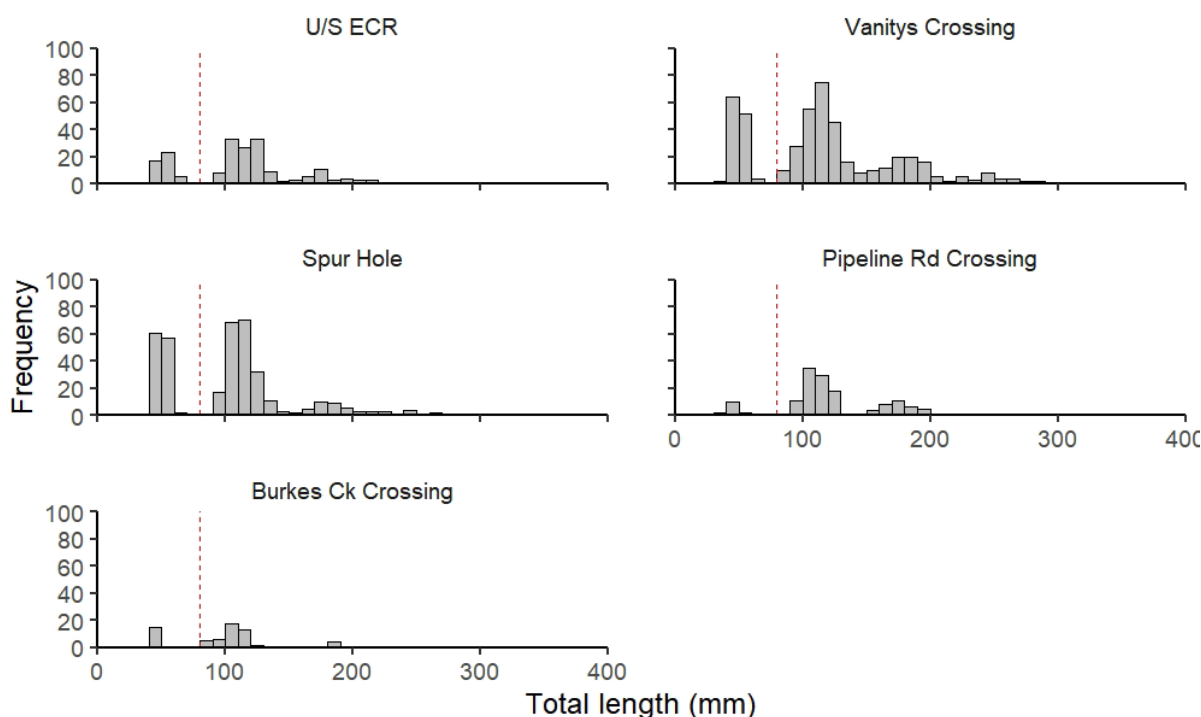 U/S ECR
Vanitys Crossing
100
80
60
40
20
0
Spur Hole
Pipeline Rd Crossing
Frequency
100
80
60
40
20
0
0 100 200 300 400
Burkes Ck Crossing
100
80
60
40
20
0
0 100 200 300 400
Total length (mm)